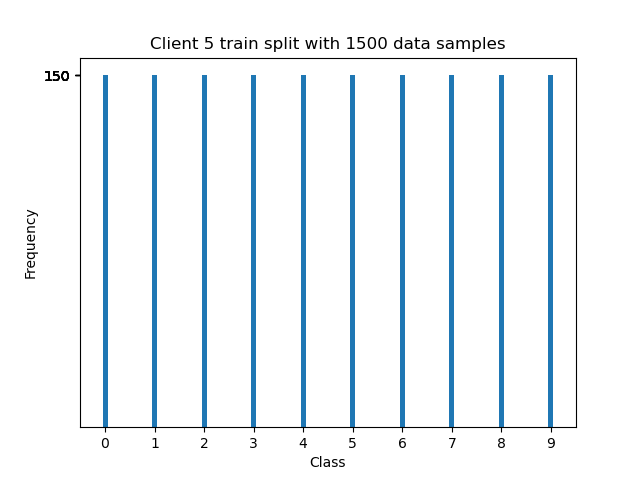 Client 5 train split with 1500 data samples
150
Frequency
0 1 2 3 4 5 6 7 8 9
Class